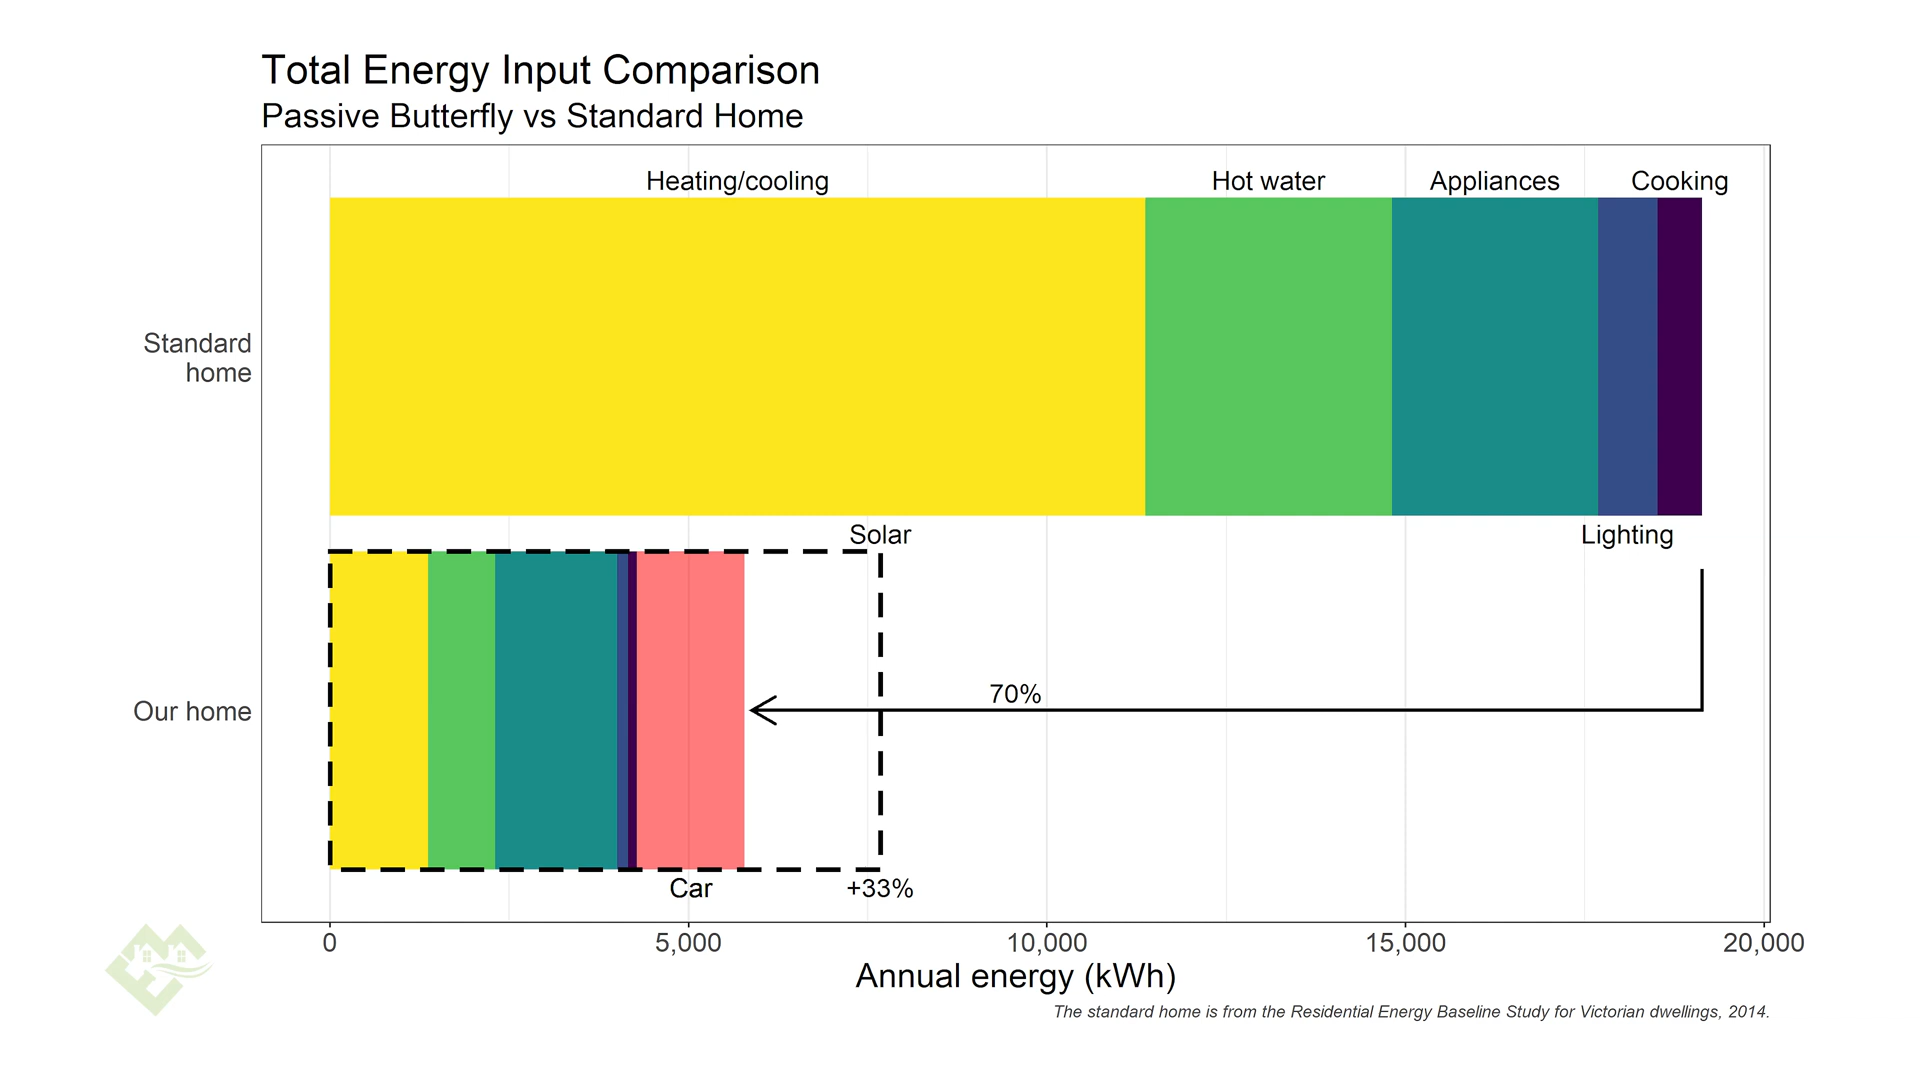 Total Energy Input Comparison
Passive Butterfly vs Standard Home
Heating/cooling
Hot water
Appliances
Cooking
Standard
home
Solar
Lighting
70%
Our home
Car
+33%
0
5,000
10,000
15,000
20,000
Annual energy (kWh)
The standard home is from the Residential Energy Baseline Study for Victorian dwellings, 2014.